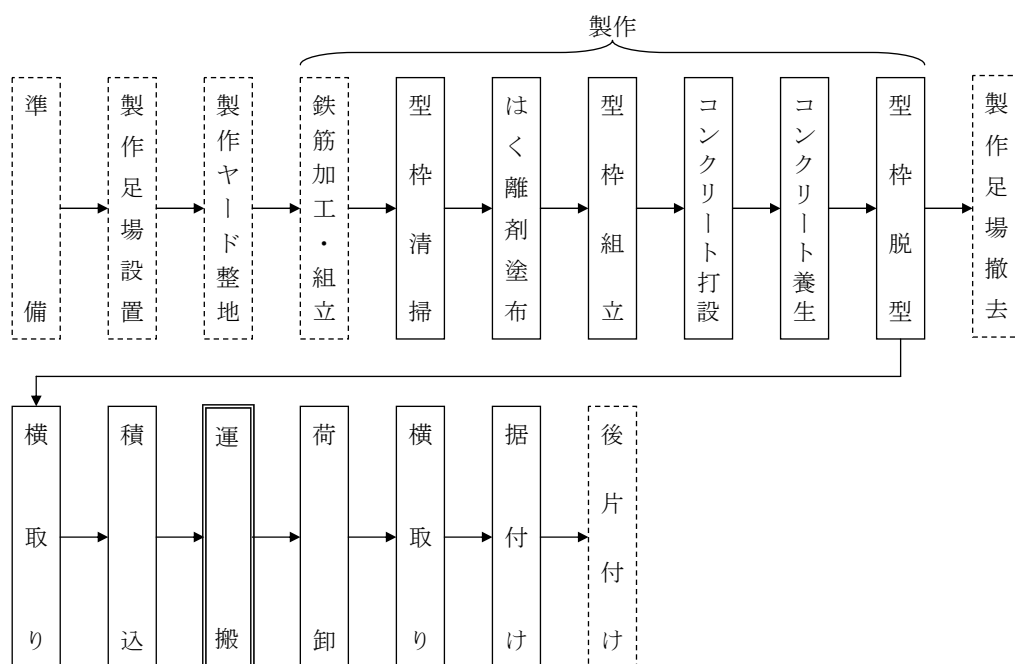 製作
準備
製作足場設置
製作ヤード整地
鉄筋加工・組立
型枠清掃
はく離剤塗布
型枠組立
コンクリート打設
コンクリート養生
型枠脱型
製作足場撤去
横取り
積込
運搬
荷卸
横取り
据付け
後片付け